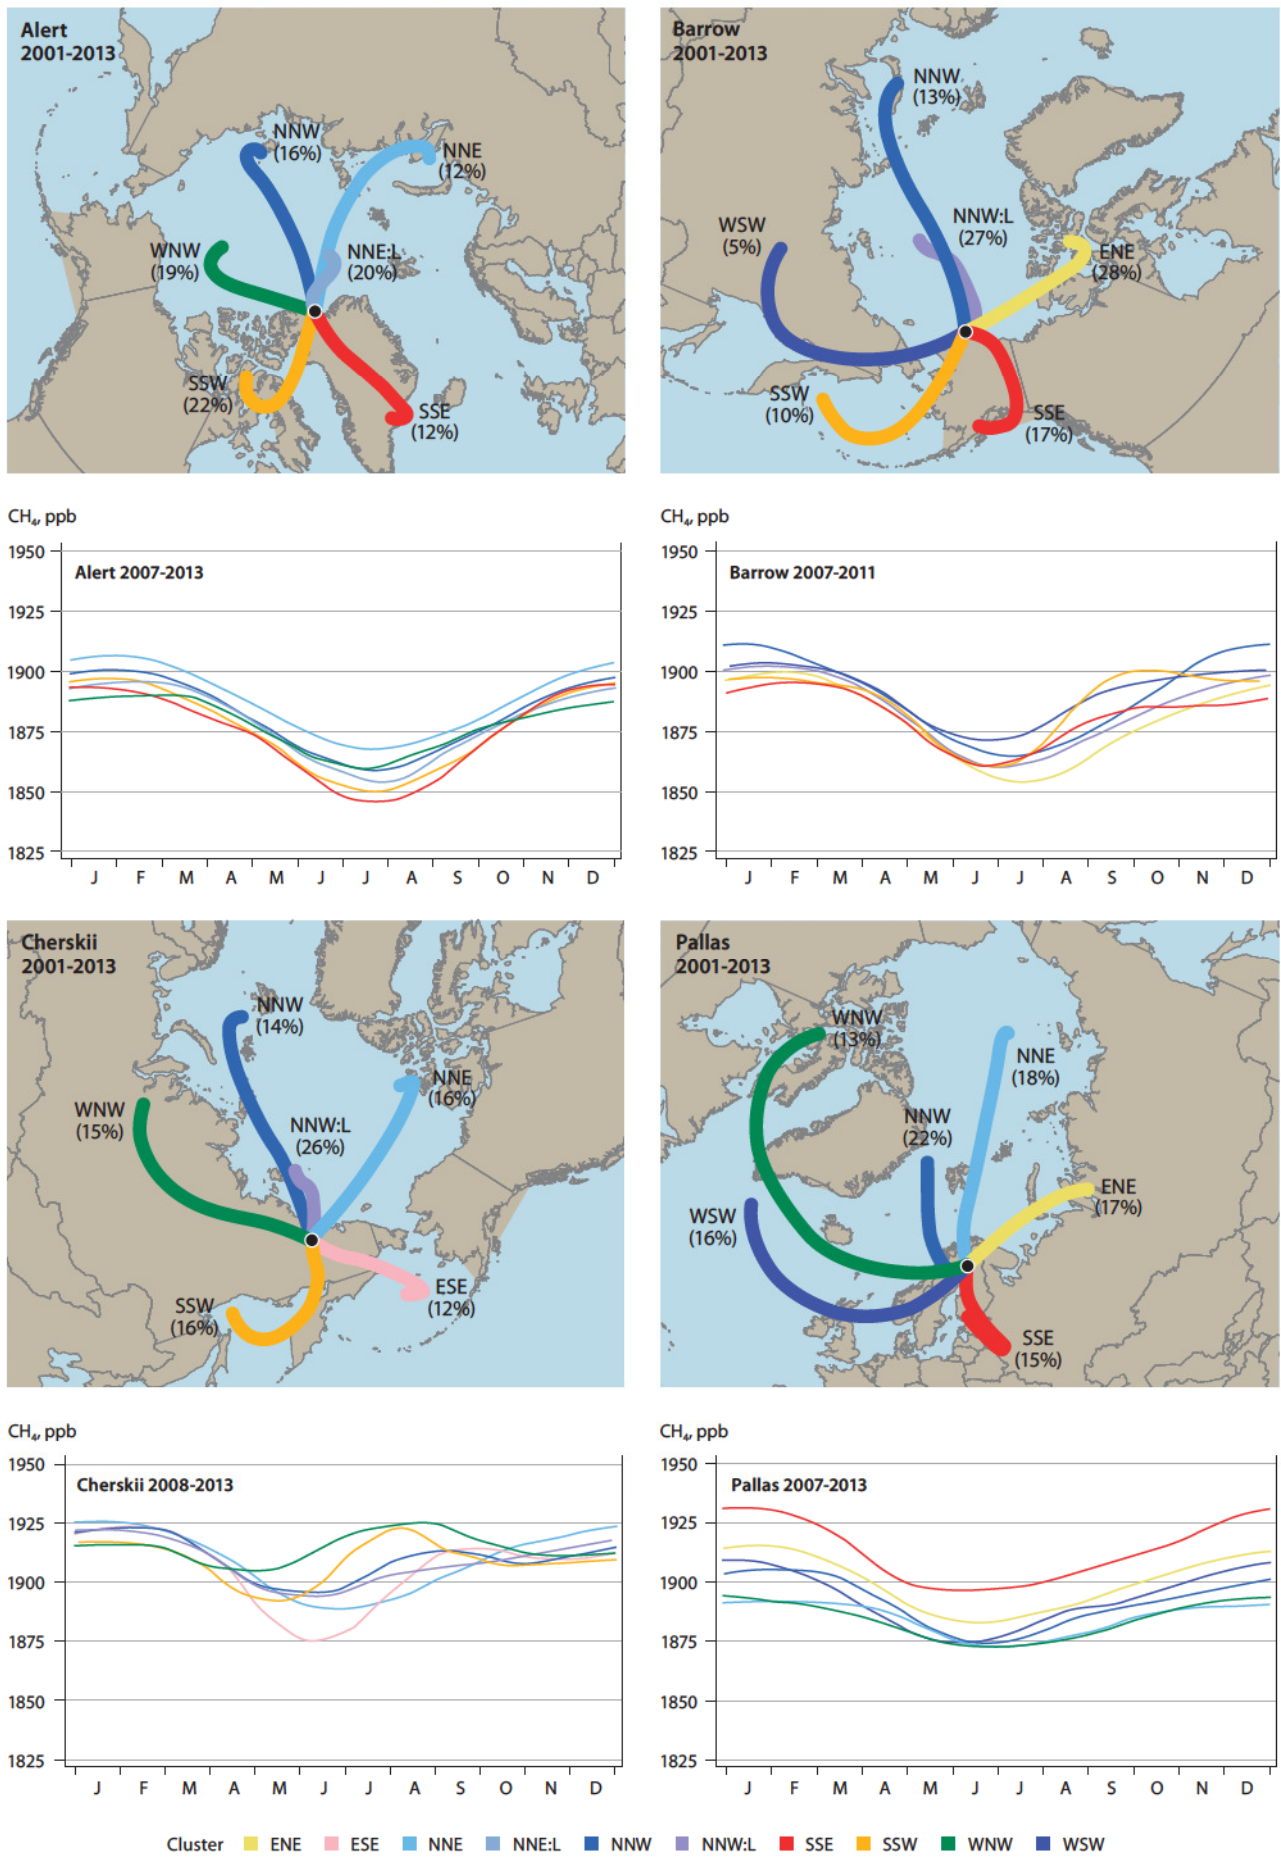 Alert
2001-2013
NNW
(16%)
NNE
(12%)
WNW
(19%)
NNE:L
(20%)
SSW
(22%)
SSE
(12%)
Barrow
2001-2013
NNW
(13%)
WSW
(5%)
NNW:L
(27%)
ENE
(28%)
SSW
(10%)
SSE
(17%)
CH₄, ppb
1950
1925
1900
1875
1850
1825
Alert 2007-2013
J F M A M J J A S O N D
CH₄, ppb
1950
1925
1900
1875
1850
1825
Barrow 2007-2011
J F M A M J J A S O N D
Cherskii
2001-2013
NNW
(14%)
NNE
(16%)
WNW
(15%)
NNW:L
(26%)
ESE
(12%)
SSW
(16%)
Pallas
2001-2013
WNW
(13%)
NNE
(18%)
NNW
(22%)
ENE
(17%)
WSW
(16%)
SSE
(15%)
CH₄, ppb
1950
1925
1900
1875
1850
1825
Cherskii 2008-2013
J F M A M J J A S O N D
CH₄, ppb
1950
1925
1900
1875
1850
1825
Pallas 2007-2013
J F M A M J J A S O N D
Cluster ENE ESE NNE NNE:L NNW NNW:L SSE SSW WNW WSW